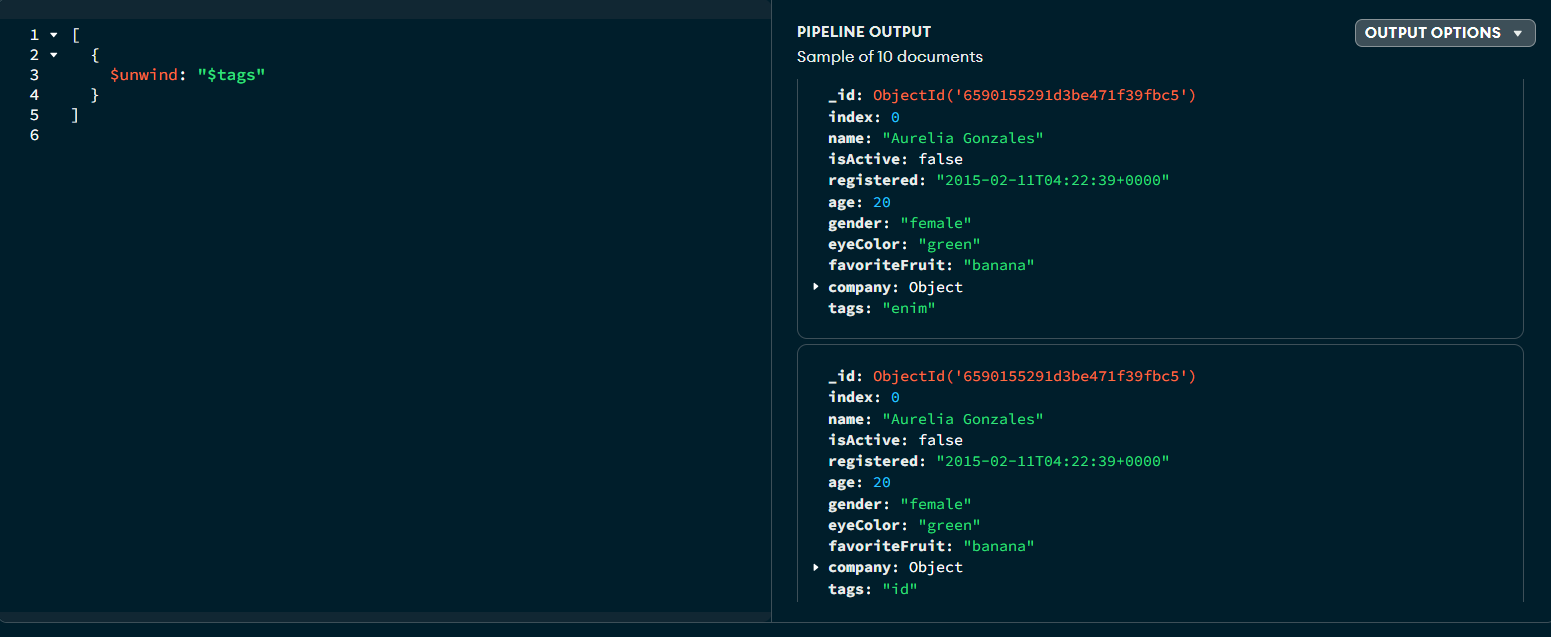 1 [
2 {
3 $unwind: "$tags"
4 }
5 ]
6
PIPELINE OUTPUT
OUTPUT OPTIONS
Sample of 10 documents
_id: ObjectId('6590155291d3be471f39fbc5')
index: 0
name: "Aurelia Gonzales"
isActive: false
registered: "2015-02-11T04:22:39+0000"
age: 20
gender: "female"
eyeColor: "green"
favoriteFruit: "banana"
company: Object
tags: "enim"
_id: ObjectId('6590155291d3be471f39fbc5')
index: 0
name: "Aurelia Gonzales"
isActive: false
registered: "2015-02-11T04:22:39+0000"
age: 20
gender: "female"
eyeColor: "green"
favoriteFruit: "banana"
company: Object
tags: "id"